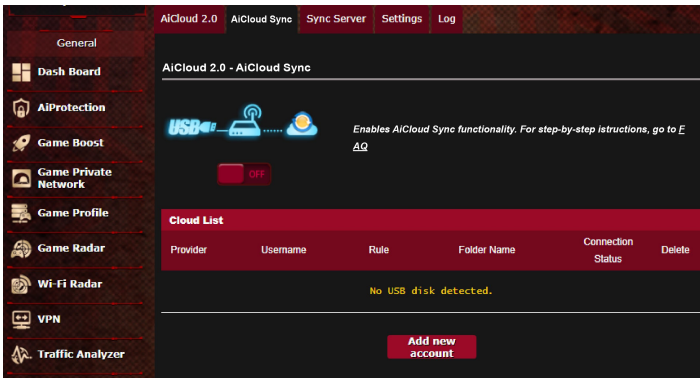 AiCloud 2.0
AiCloud Sync
Sync Server
Settings
Log
General
Dash Board
AiProtection
Game Boost
Game Private
Network
Game Profile
Game Radar
Wi-Fi Radar
VPN
Traffic Analyzer
AiCloud 2.0 - AiCloud Sync
USB
Enables AiCloud Sync functionality. For step-by-step istructions, go to F
AQ
OFF
Cloud List
Provider
Username
Rule
Folder Name
Connection
Status
Delete
No USB disk detected.
Add new
account